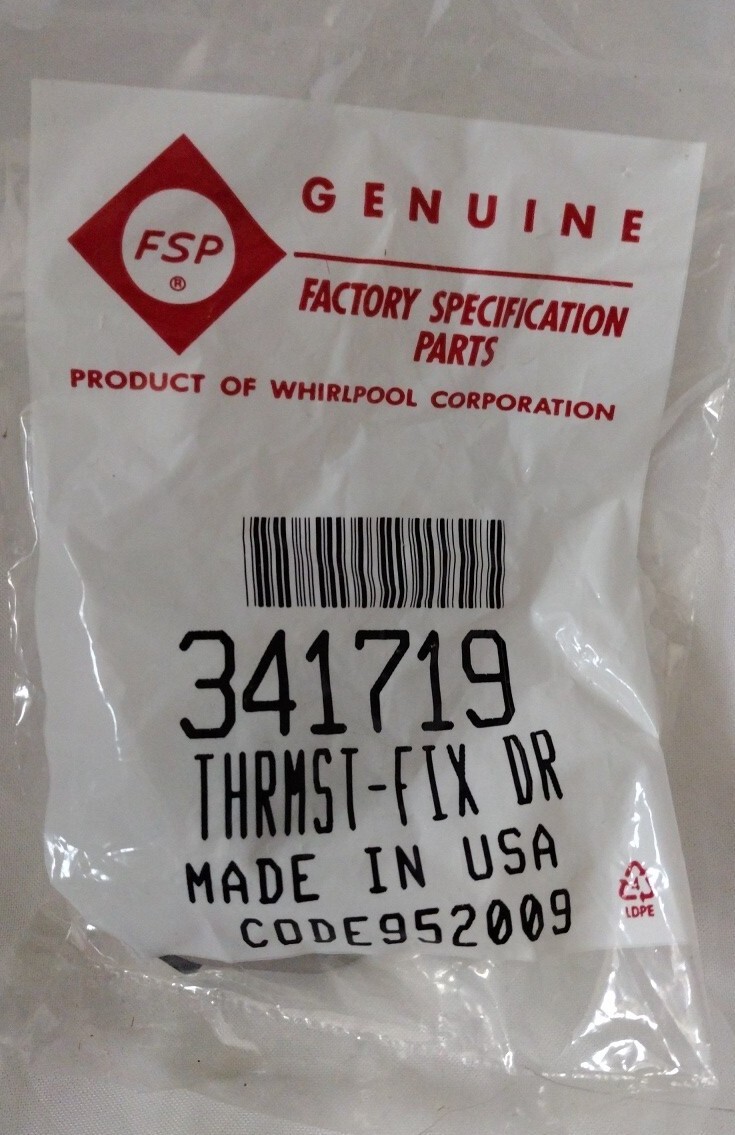 FSP
®
GENUINE
FACTORY SPECIFICATION
PARTS
PRODUCT OF WHIRLPOOL CORPORATION
341719
THRMST-FIX DR
MADE IN USA
CODE952009
4
LDPE